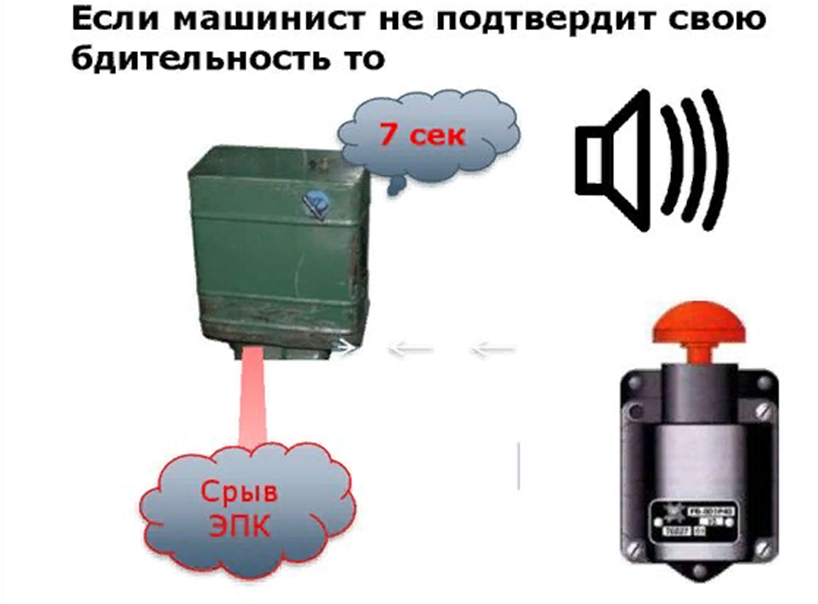 Если машинист не подтвердит свою
бдительность то
7 сек
Срыв
ЭПК